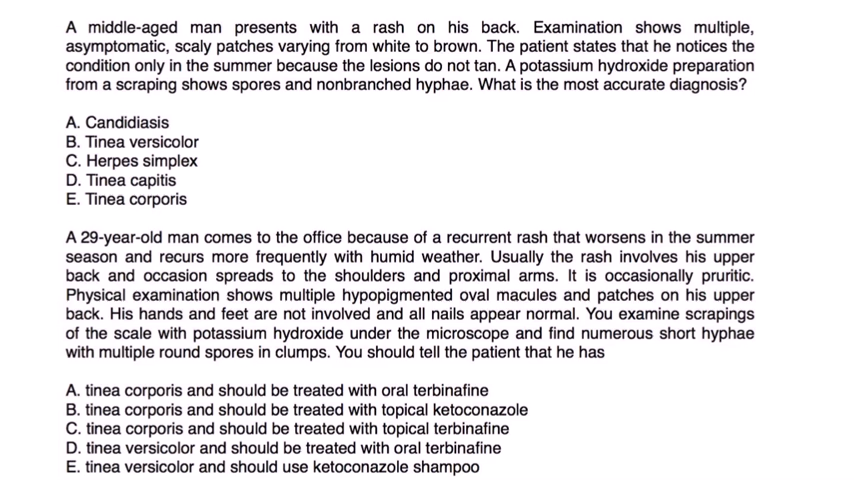 A middle-aged man presents with a rash on his back. Examination shows multiple,
asymptomatic, scaly patches varying from white to brown. The patient states that he notices the
condition only in the summer because the lesions do not tan. A potassium hydroxide preparation
from a scraping shows spores and nonbranched hyphae. What is the most accurate diagnosis?
A. Candidiasis
B. Tinea versicolor
C. Herpes simplex
D. Tinea capitis
E. Tinea corporis
A 29-year-old man comes to the office because of a recurrent rash that worsens in the summer
season and recurs more frequently with humid weather. Usually the rash involves his upper
back and occasion spreads to the shoulders and proximal arms. It is occasionally pruritic.
Physical examination shows multiple hypopigmented oval macules and patches on his upper
back. His hands and feet are not involved and all nails appear normal. You examine scrapings
of the scale with potassium hydroxide under the microscope and find numerous short hyphae
with multiple round spores in clumps. You should tell the patient that he has
A. tinea corporis and should be treated with oral terbinafine
B. tinea corporis and should be treated with topical ketoconazole
C. tinea corporis and should be treated with topical terbinafine
D. tinea versicolor and should be treated with oral terbinafine
E. tinea versicolor and should use ketoconazole shampoo